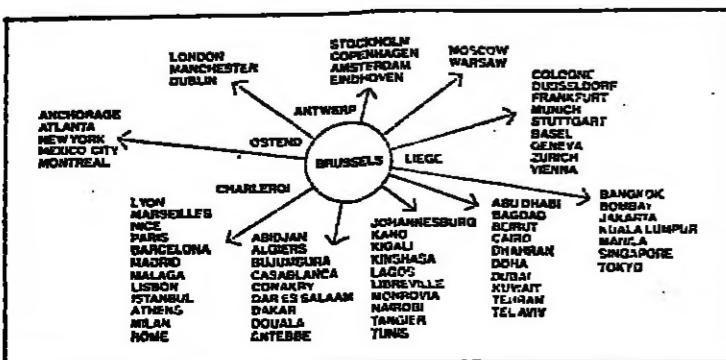 LONDON
MANCHESTER
DUBLIN
STOCKHOLM
COPENHAGEN
AMSTERDAM
EINDHOVEN
MOSCOW
WARSAW
COLOGNE
DUSSELDORF
FRANKFURT
MUNICH
STUTTGART
BASEL
GENEVA
ZURICH
VIENNA
ANCHORAGE
ATLANTA
NEW YORK
MEXICO CITY
MONTREAL
ANTWERP
OSTEND
BRUSSELS
LIEGE
CHARLEROI
LYON
MARSEILLES
NICE
PARIS
BARCELONA
MADRID
MALAGA
LISBON
ISTANBUL
ATHENS
MILAN
ROME
ABIDJAN
ALGIERS
BUJUMBURA
CASABLANCA
CONAKRY
DAR ES SALAAM
DAKAR
DOUALA
ENTEBBE
JOHANNESBURG
KANO
KIGALI
KINSHASA
LAGOS
LIBREVILLE
MONROVIA
NAIROBI
TANGIER
TUNIS
ABU DHABI
BAGDAD
BEIRUT
CAIRO
DHAHRAN
DOHA
DUBAI
KUWAIT
TEHRAN
TEL AVIV
BANGKOK
BOMBAY
JAKARTA
KUALA LUMPUR
MANILA
SINGAPORE
TOKYO